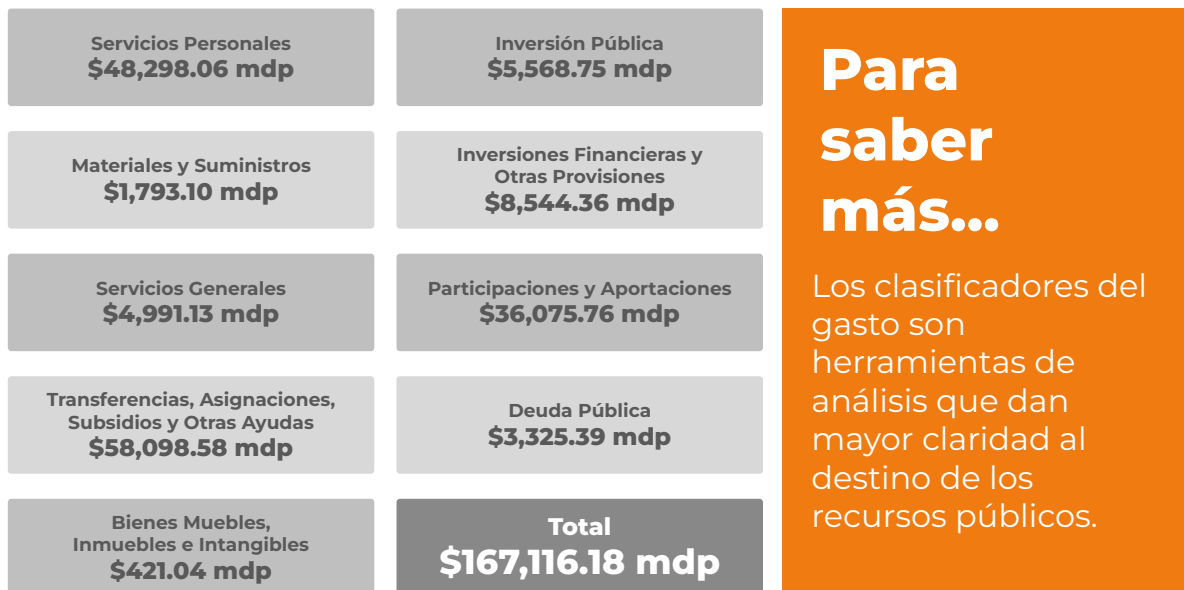 Servicios Personales
$48,298.06 mdp
Materiales y Suministros
$1,793.10 mdp
Servicios Generales
$4,991.13 mdp
Transferencias, Asignaciones,
Subsidios y Otras Ayudas
$58,098.58 mdp
Bienes Muebles,
Inmuebles e Intangibles
$421.04 mdp
Inversión Pública
$5,568.75 mdp
Inversiones Financieras y
Otras Provisiones
$8,544.36 mdp
Participaciones y Aportaciones
$36,075.76 mdp
Deuda Pública
$3,325.39 mdp
Total
$167,116.18 mdp
Para
saber
más...
Los clasificadores del
gasto son
herramientas de
análisis que dan
mayor claridad al
destino de los
recursos públicos.